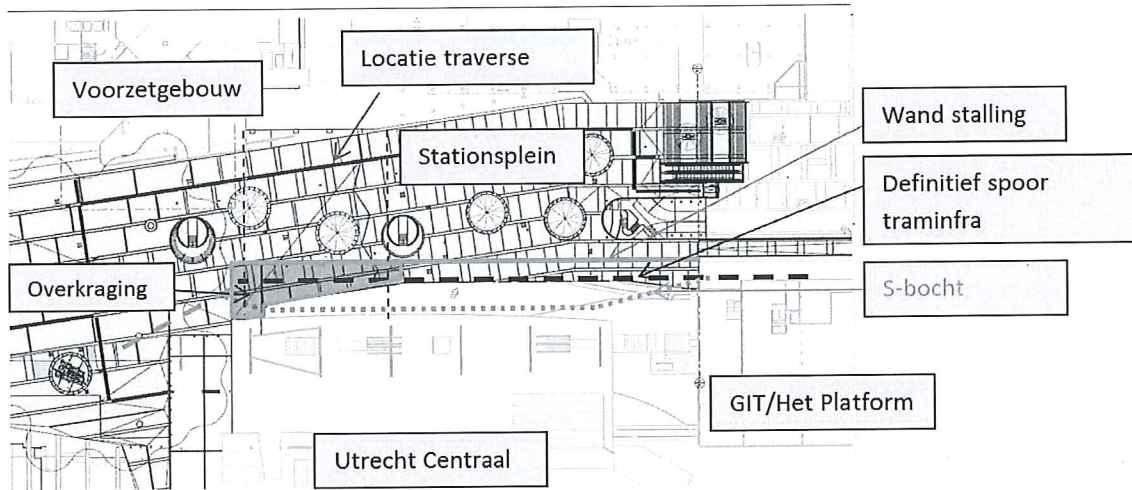 Locatie traverse
Voorzetgebouw
Wand stalling
Stationsplein
Definitief spoor
traminfra
Overkraging
S-bocht
GIT/Het Platform
Utrecht Centraal